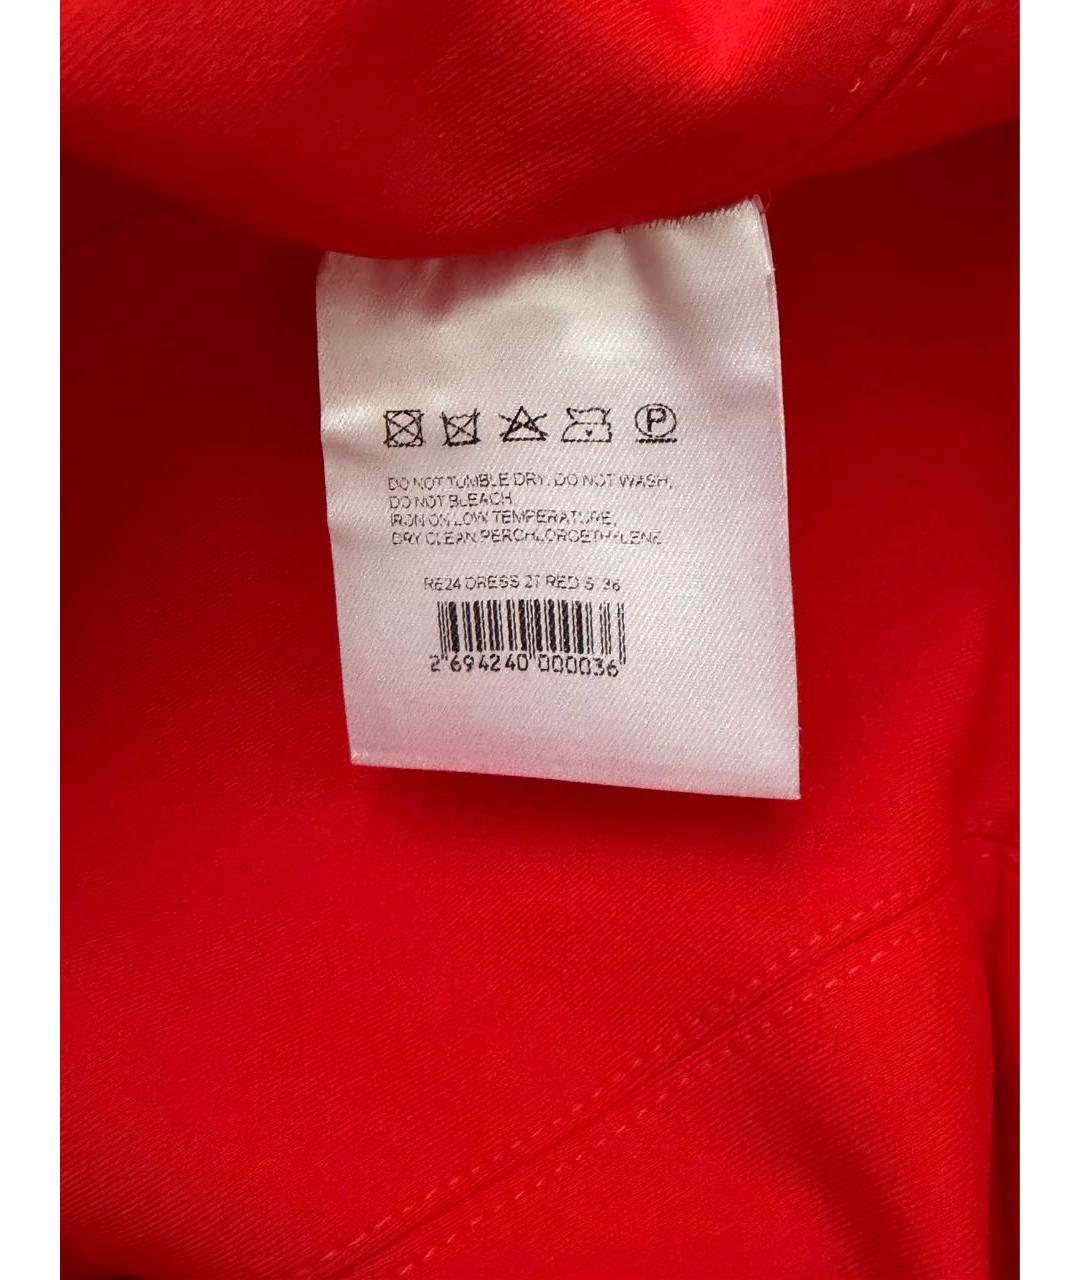 DO NOT TUMBLE DRY, DO NOT WASH,
DO NOT BLEACH
IRON ON LOW TEMPERATURE,
DRY CLEAN PERCHLOROETHYLENE
RE24 DRESS 27 RED S 36
2 694240 000036
P